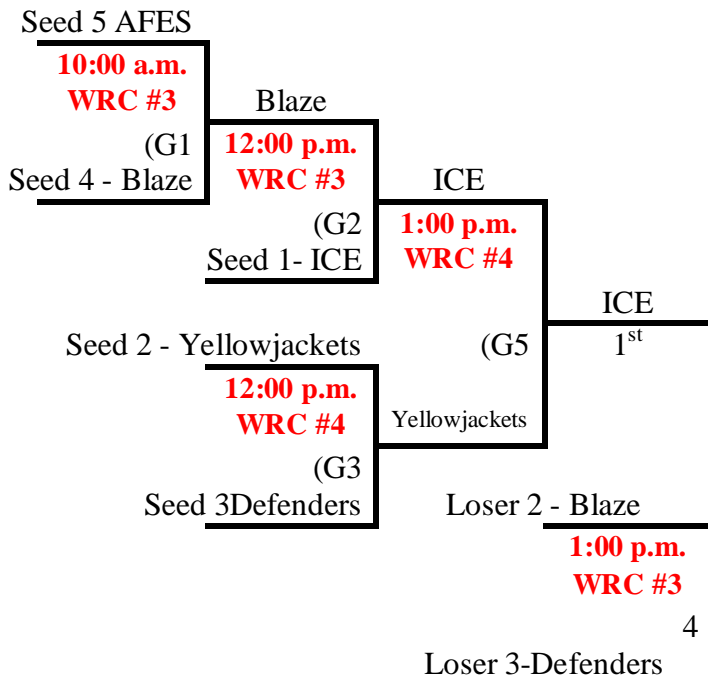 Seed 5 AFES
10:00 a.m.
WRC #3
Blaze
(G1
12:00 p.m.
Seed 4 - Blaze
WRC #3
ICE
(G2
1:00 p.m.
Seed 1- ICE
WRC #4
ICE
Seed 2 - Yellowjackets
(G5
1st
12:00 p.m.
WRC #4
Yellowjackets
(G3
Seed 3Defenders
Loser 2 - Blaze
1:00 p.m.
WRC #3
4
Loser 3-Defenders